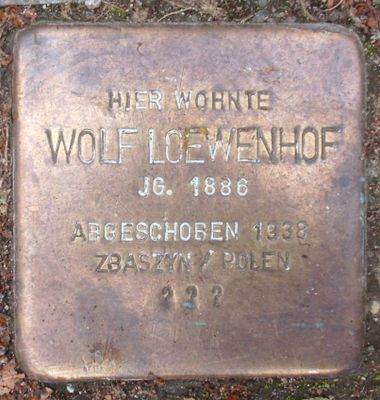 HIER WOHNTE
WOLF LOEWENHOF
JG. 1886
ABGESCHOBEN 1938
ZBASZYN / POLEN
???